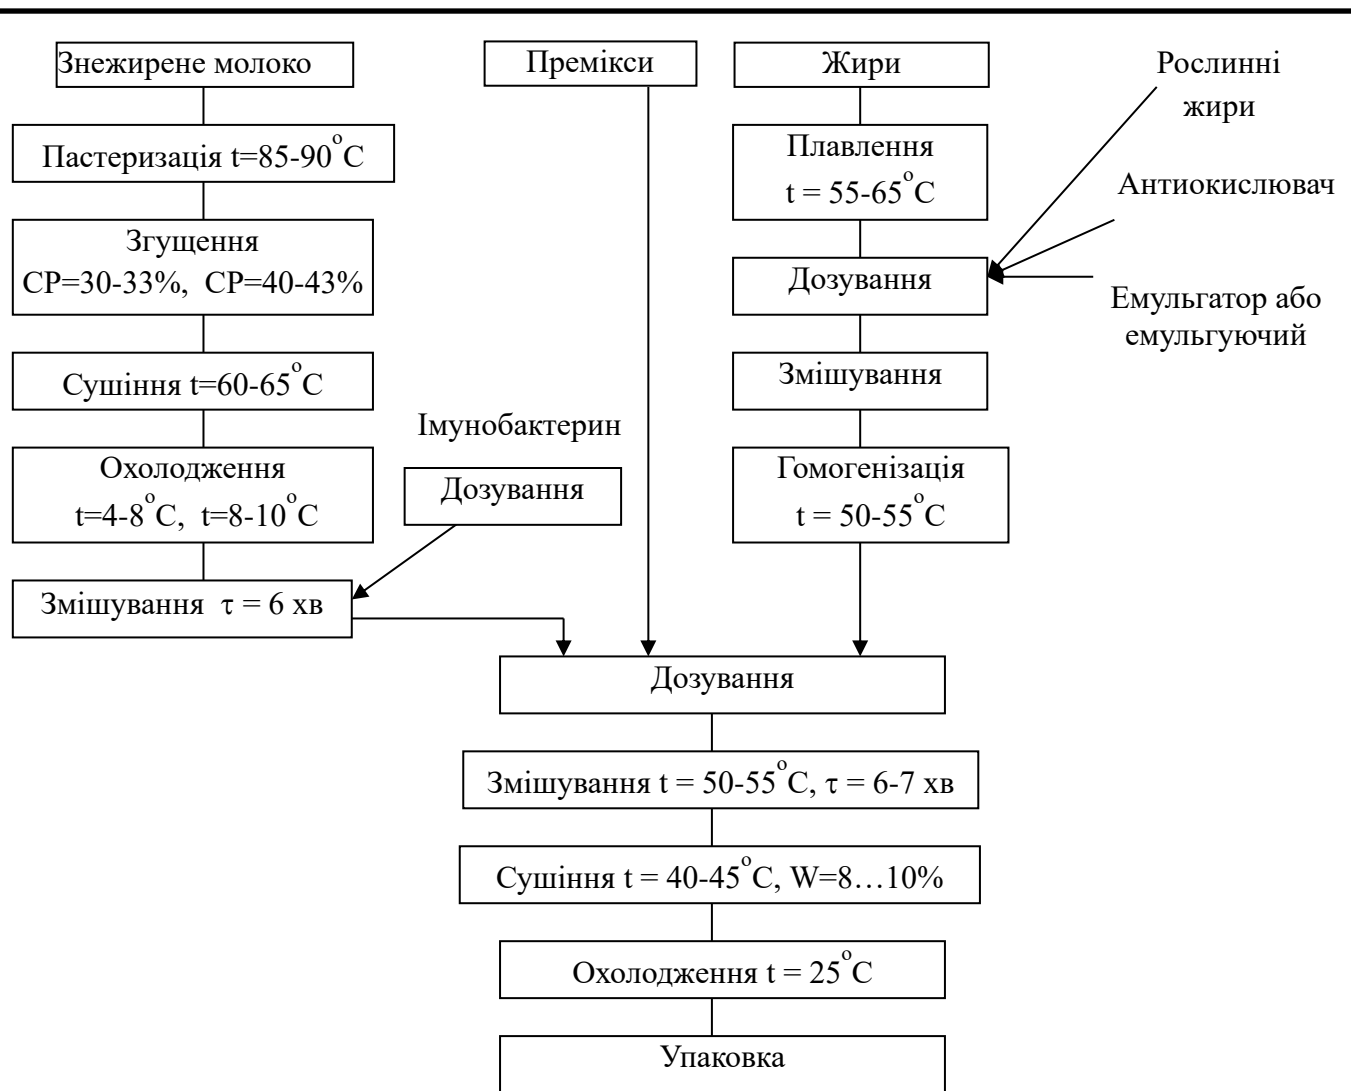 Знежирене молоко
Премікси
Жири
Рослинні
жири
Пастеризація t=85-90°C
Плавлення
t = 55-65°C
Антиокислювач
Згущення
СР=30-33%, СР=40-43%
Дозування
Емульгатор або
емульгуючий
Сушіння t=60-65°C
Змішування
Імунобактерин
Охолодження
t=4-8°C, t=8-10°C
Дозування
Гомогенізація
t = 50-55°C
Змішування τ = 6 хв
Дозування
Змішування t = 50-55°C, τ = 6-7 хв
Сушіння t = 40-45°C, W=8…10%
Охолодження t = 25°C
Упаковка